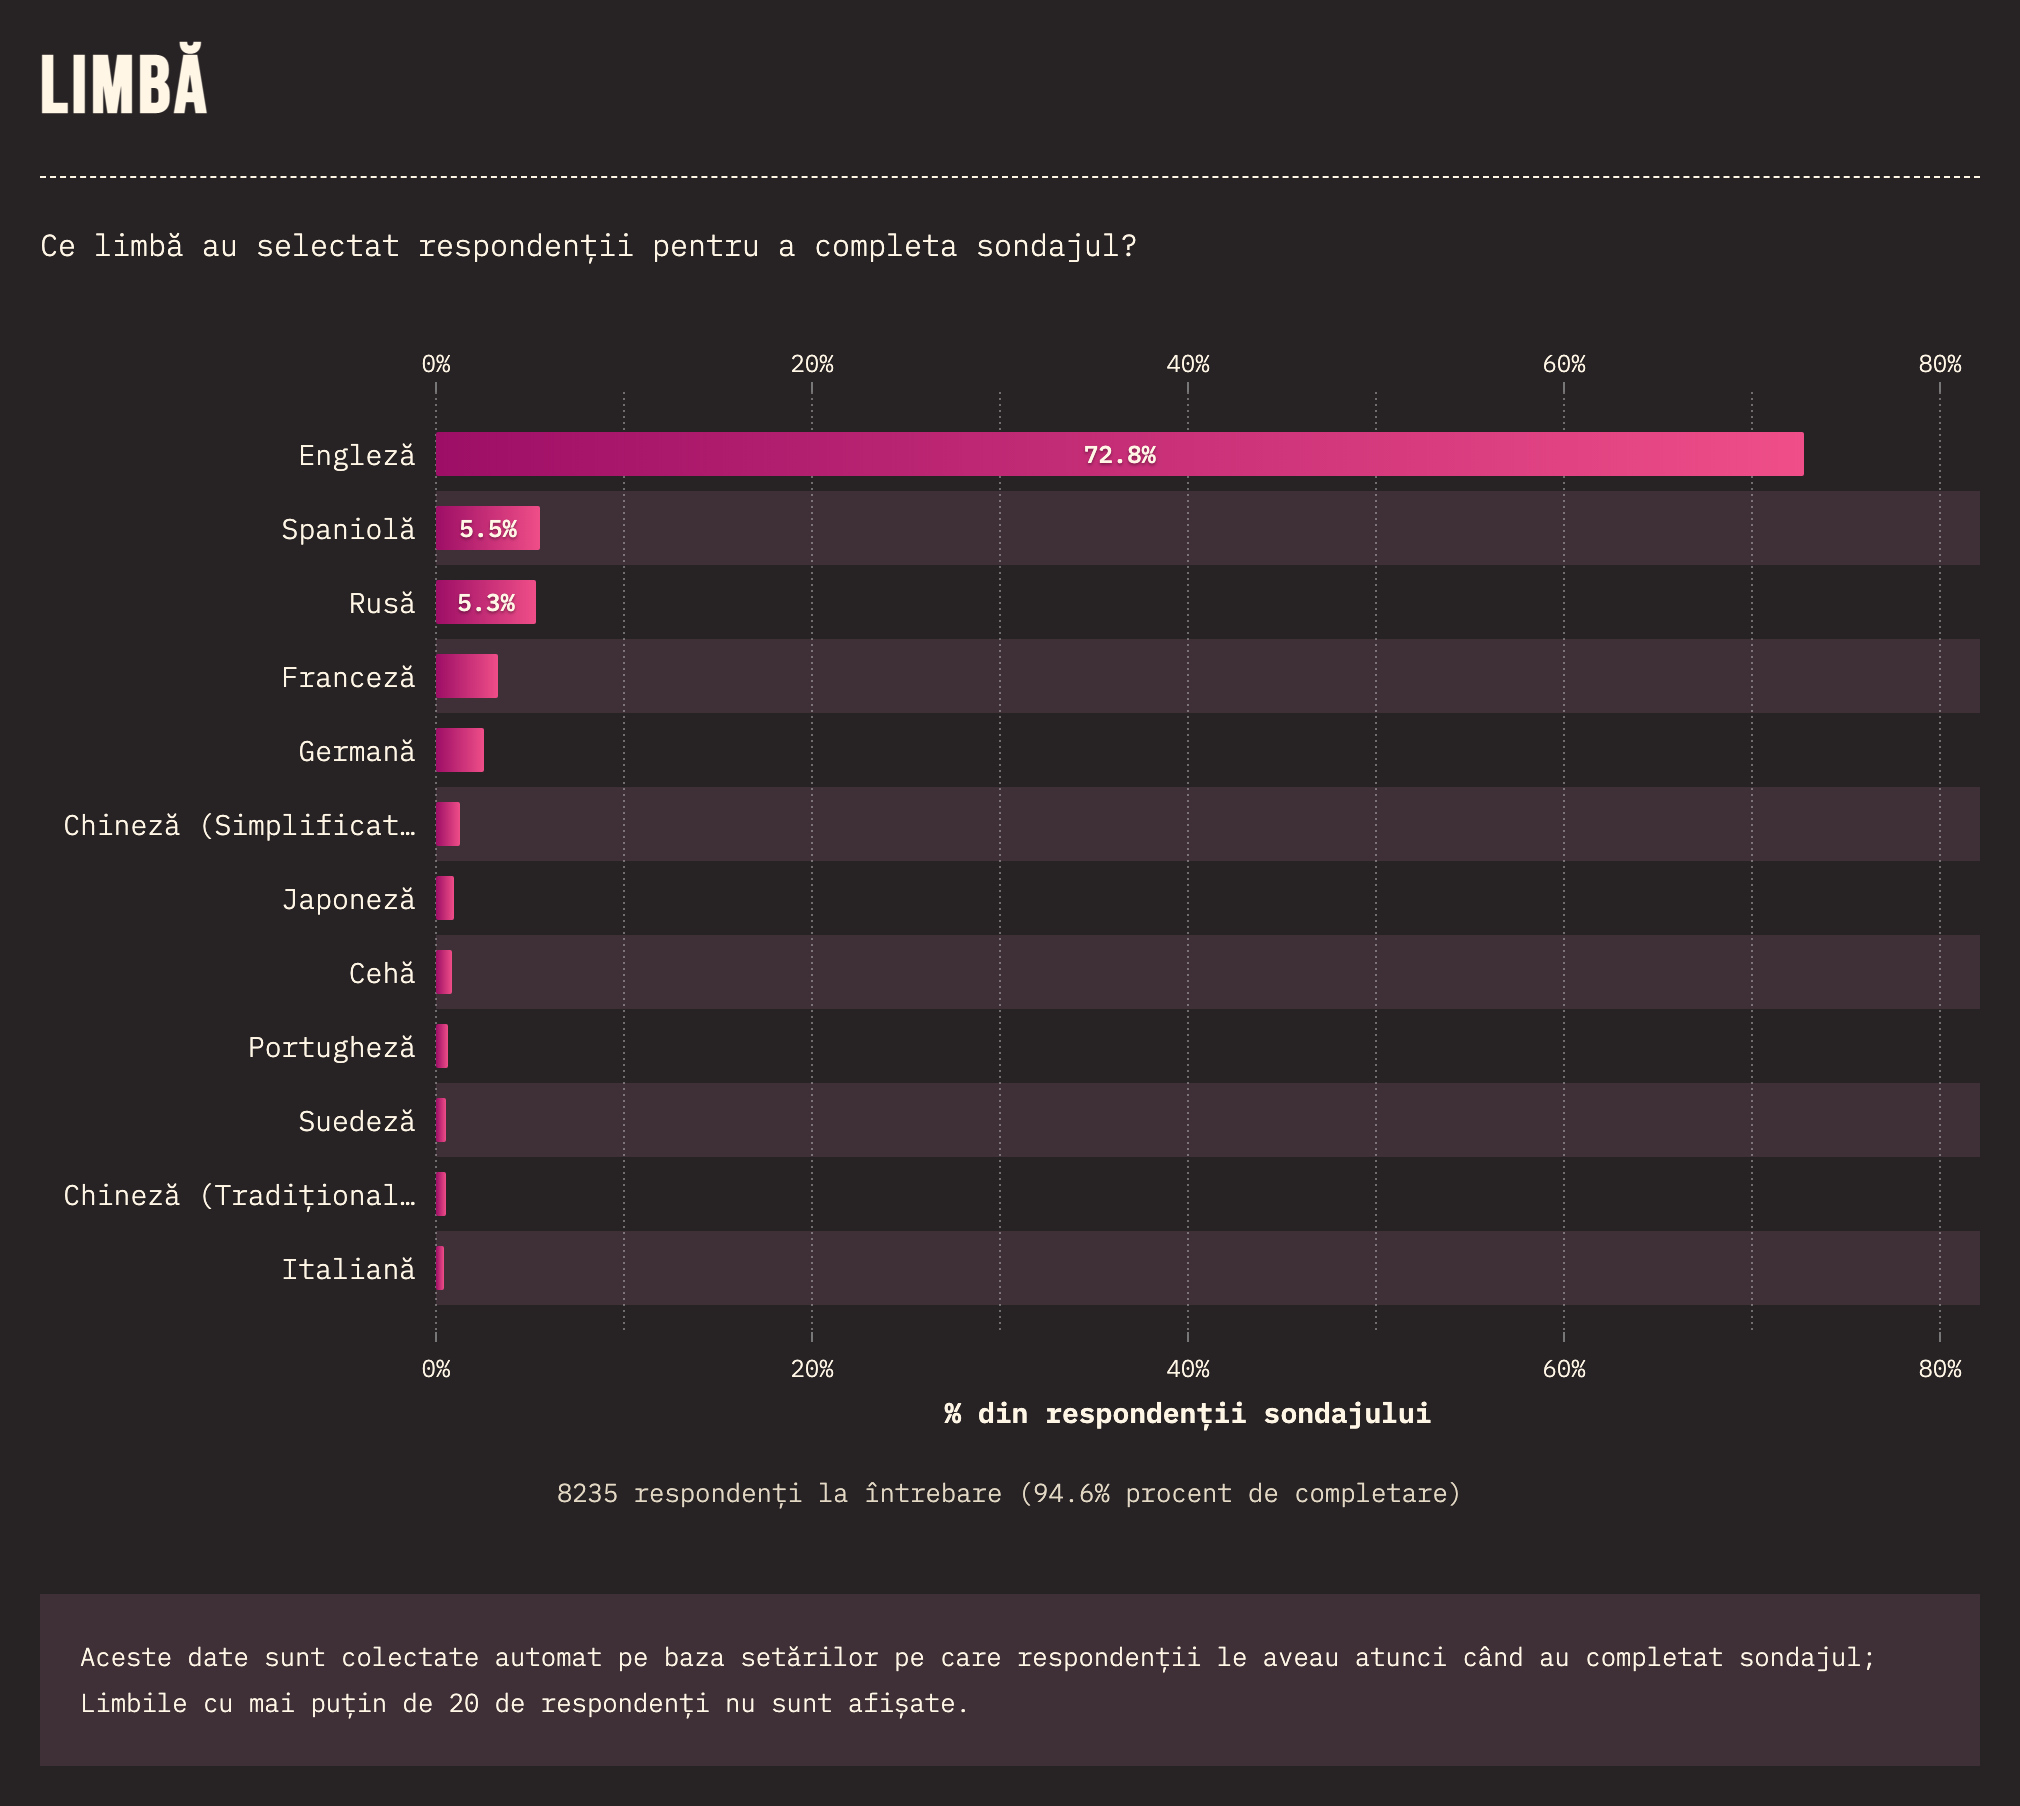 LIMBĂ
Ce limbă au selectat respondenții pentru a completa sondajul?
0% 20% 40% 60% 80%
Engleză 72.8%
Spaniolă 5.5%
Rusă 5.3%
Franceză
Germană
Chineză (Simplificat…
Japoneză
Cehă
Portugheză
Suedeză
Chineză (Tradițional…
Italiană
0% 20% 40% 60% 80%
% din respondenții sondajului
8235 respondenți la întrebare (94.6% procent de completare)
Aceste date sunt colectate automat pe baza setărilor pe care respondenții le aveau atunci când au completat sondajul;
Limbile cu mai puțin de 20 de respondenți nu sunt afișate.